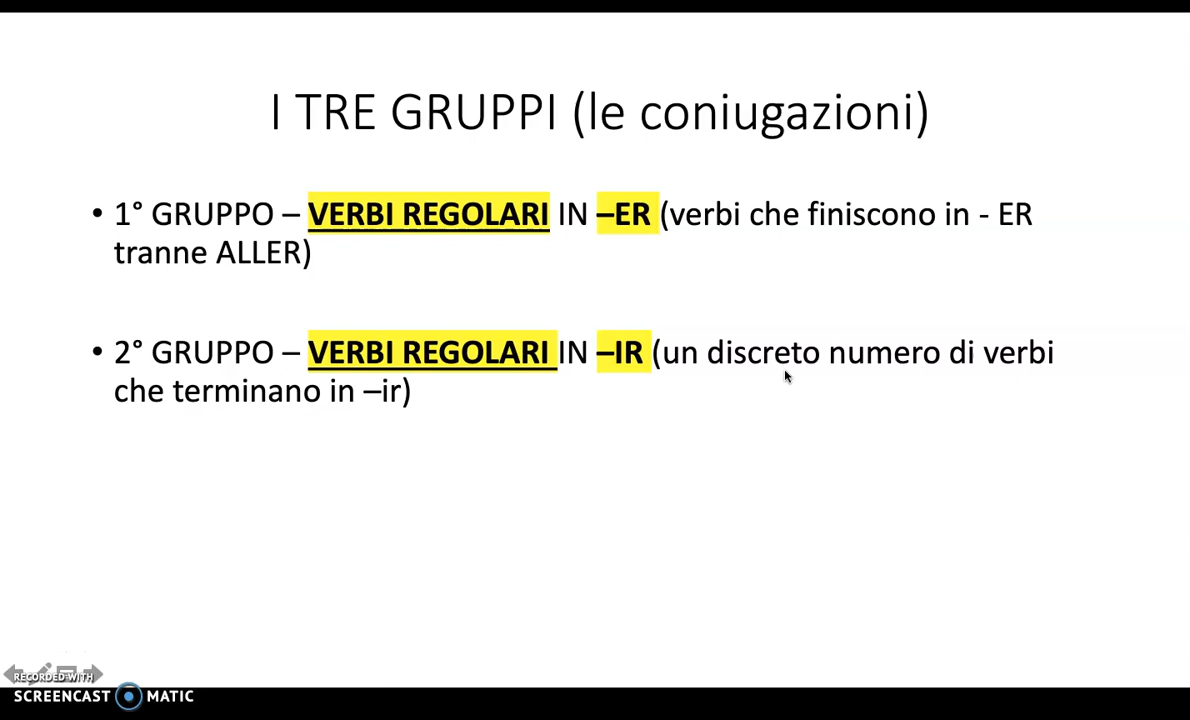 I TRE GRUPPI (le coniugazioni)
• 1° GRUPPO – VERBI REGOLARI IN –ER (verbi che finiscono in - ER
tranne ALLER)
• 2° GRUPPO – VERBI REGOLARI IN –IR (un discreto numero di verbi
che terminano in –ir)
RECORDED WITH
SCREENCAST MATIC